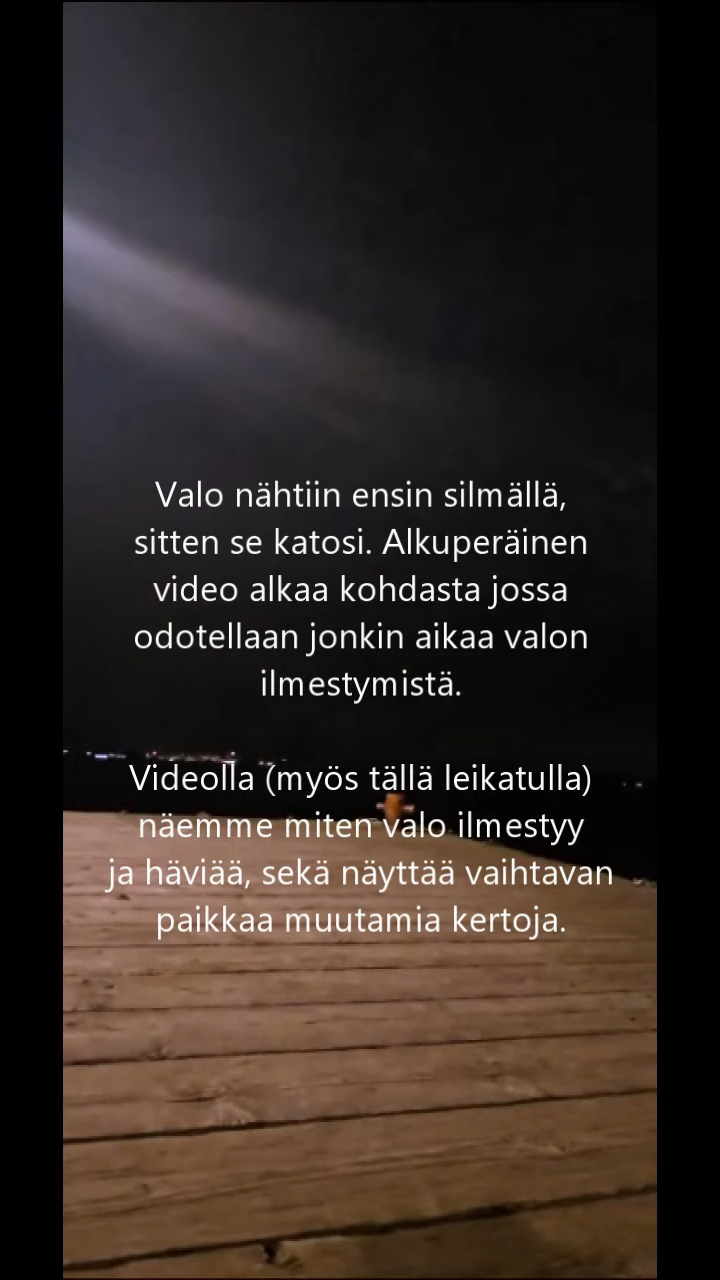 Valo nähtiin ensin silmällä,
sitten se katosi. Alkuperäinen
video alkaa kohdasta jossa
odotellaan jonkin aikaa valon
ilmestymistä.
Videolla (myös tällä leikatulla)
näemme miten valo ilmestyy
ja häviää, sekä näyttää vaihtavan
paikkaa muutamia kertoja.